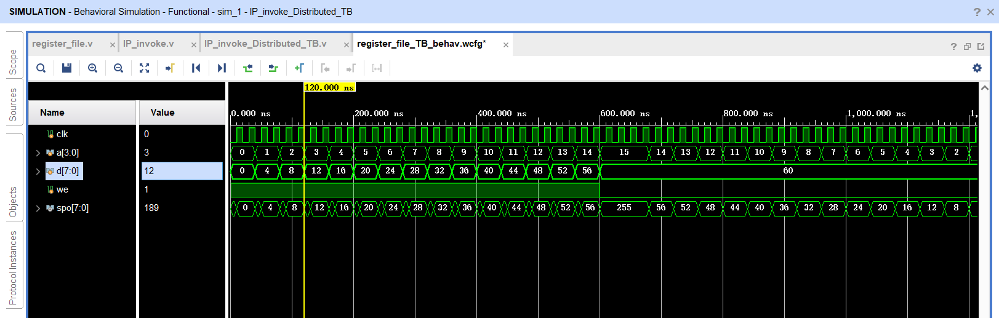 SIMULATION - Behavioral Simulation - Functional - sim_1 - IP_invoke_Distributed_TB
? ×
Scope
Sources
Objects
Protocol Instances
register_file.v × IP_invoke.v × IP_invoke_Distributed_TB.v × register_file_TB_behav.wcfg* ×
?
120.000 ns
Name Value
0.000 ns 200.000 ns 400.000 ns 600.000 ns 800.000 ns 1,000.000 ns 1,
clk 0
a[3:0] 3 0 1 2 3 4 5 6 7 8 9 10 11 12 13 14 15 14 13 12 11 10 9 8 7 6 5 4 3 2
d[7:0] 12 0 4 8 12 16 20 24 28 32 36 40 44 48 52 56 60
we 1
spo[7:0] 189 0 4 8 12 16 20 24 28 32 36 40 44 48 52 56 255 56 52 48 44 40 36 32 28 24 20 16 12 8